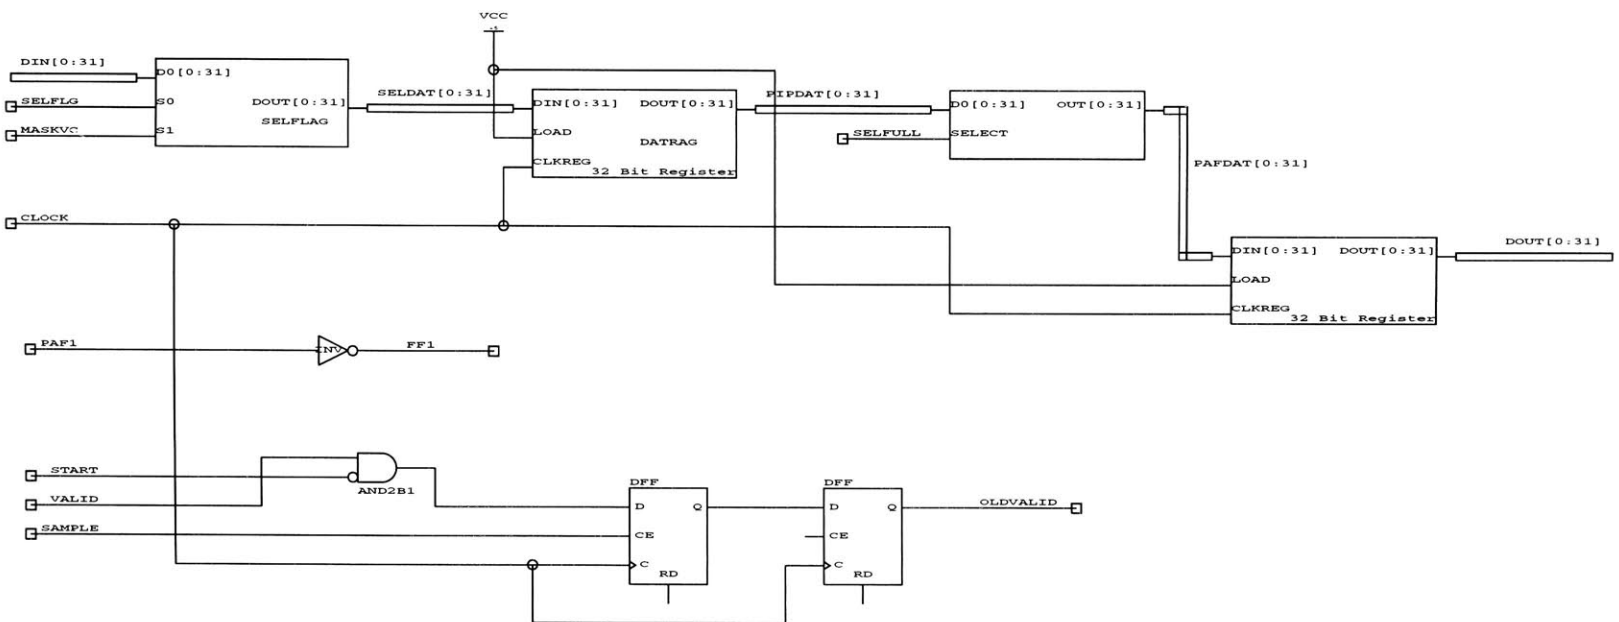 VCC
+5
DIN[0:31]
D0[0:31]
SELFLG
S0
DOUT[0:31]
SELFLAG
MASKVC
S1
SELDAT[0:31]
DIN[0:31]
DOUT[0:31]
LOAD
DATRAG
CLKREG
32 Bit Register
PIPDAT[0:31]
D0[0:31]
OUT[0:31]
SELFULL
SELECT
PAFDAT[0:31]
CLOCK
DIN[0:31]
DOUT[0:31]
LOAD
CLKREG
32 Bit Register
DOUT[0:31]
PAF1
INV
FF1
START
VALID
AND2B1
SAMPLE
DFF
D
Q
CE
C
RD
DFF
D
Q
CE
C
RD
OLDVALID